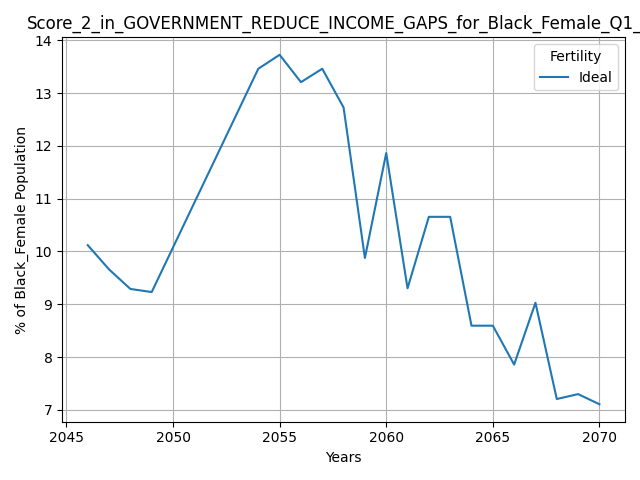 Score_2_in_GOVERNMENT_REDUCE_INCOME_GAPS_for_Black_Female_Q1_
14
13
12
11
10
9
8
7
% of Black_Female Population
Fertility
Ideal
2045 2050 2055 2060 2065 2070
Years